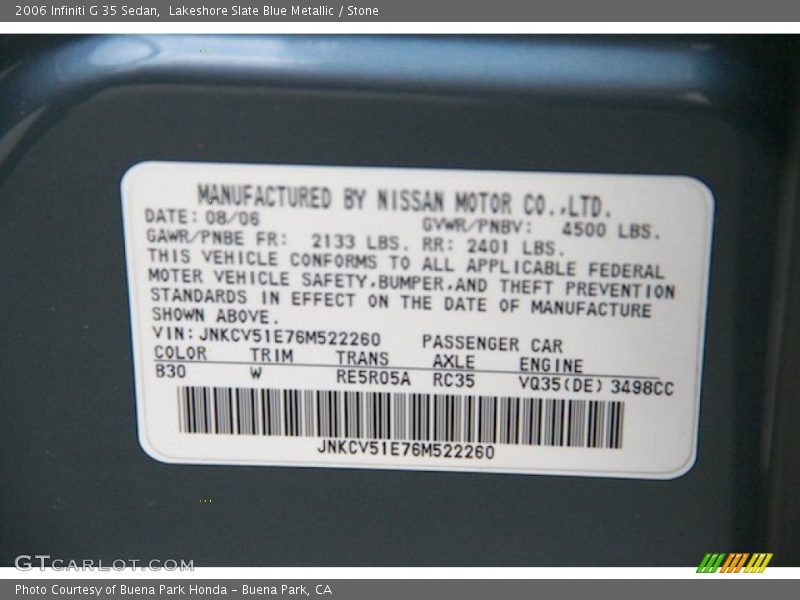 2006 Infiniti G 35 Sedan,  Lakeshore Slate Blue Metallic / Stone
MANUFACTURED BY NISSAN MOTOR CO.,LTD.
DATE: 08/06 GVWR/PNBV: 4500 LBS.
GAWR/PNBE FR: 2133 LBS. RR: 2401 LBS.
THIS VEHICLE CONFORMS TO ALL APPLICABLE FEDERAL
MOTER VEHICLE SAFETY,BUMPER,AND THEFT PREVENTION
STANDARDS IN EFFECT ON THE DATE OF MANUFACTURE
SHOWN ABOVE.
VIN: JNKCV51E76M522260 PASSENGER CAR
COLOR TRIM TRANS AXLE ENGINE
B30 W RE5R05A RC35 VQ35(DE) 3498CC
JNKCV51E76M522260
GTCARLOT.COM
Photo Courtesy of Buena Park Honda - Buena Park, CA